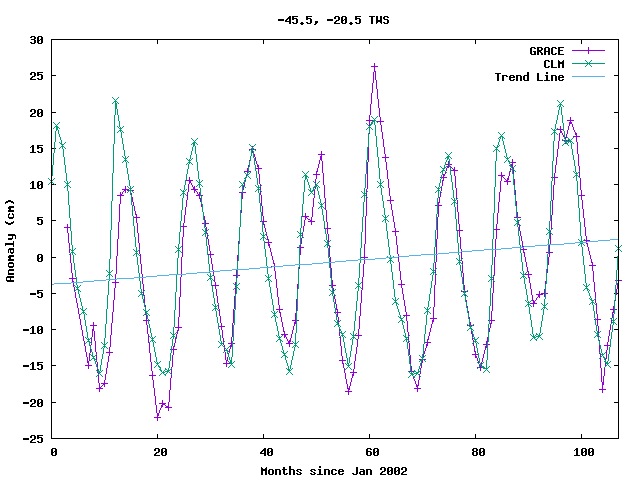 -45.5, -20.5 TWS
GRACE
CLM
Trend Line
30
25
20
15
10
5
0
-5
-10
-15
-20
-25
Anomaly (cm)
0 20 40 60 80 100
Months since Jan 2002